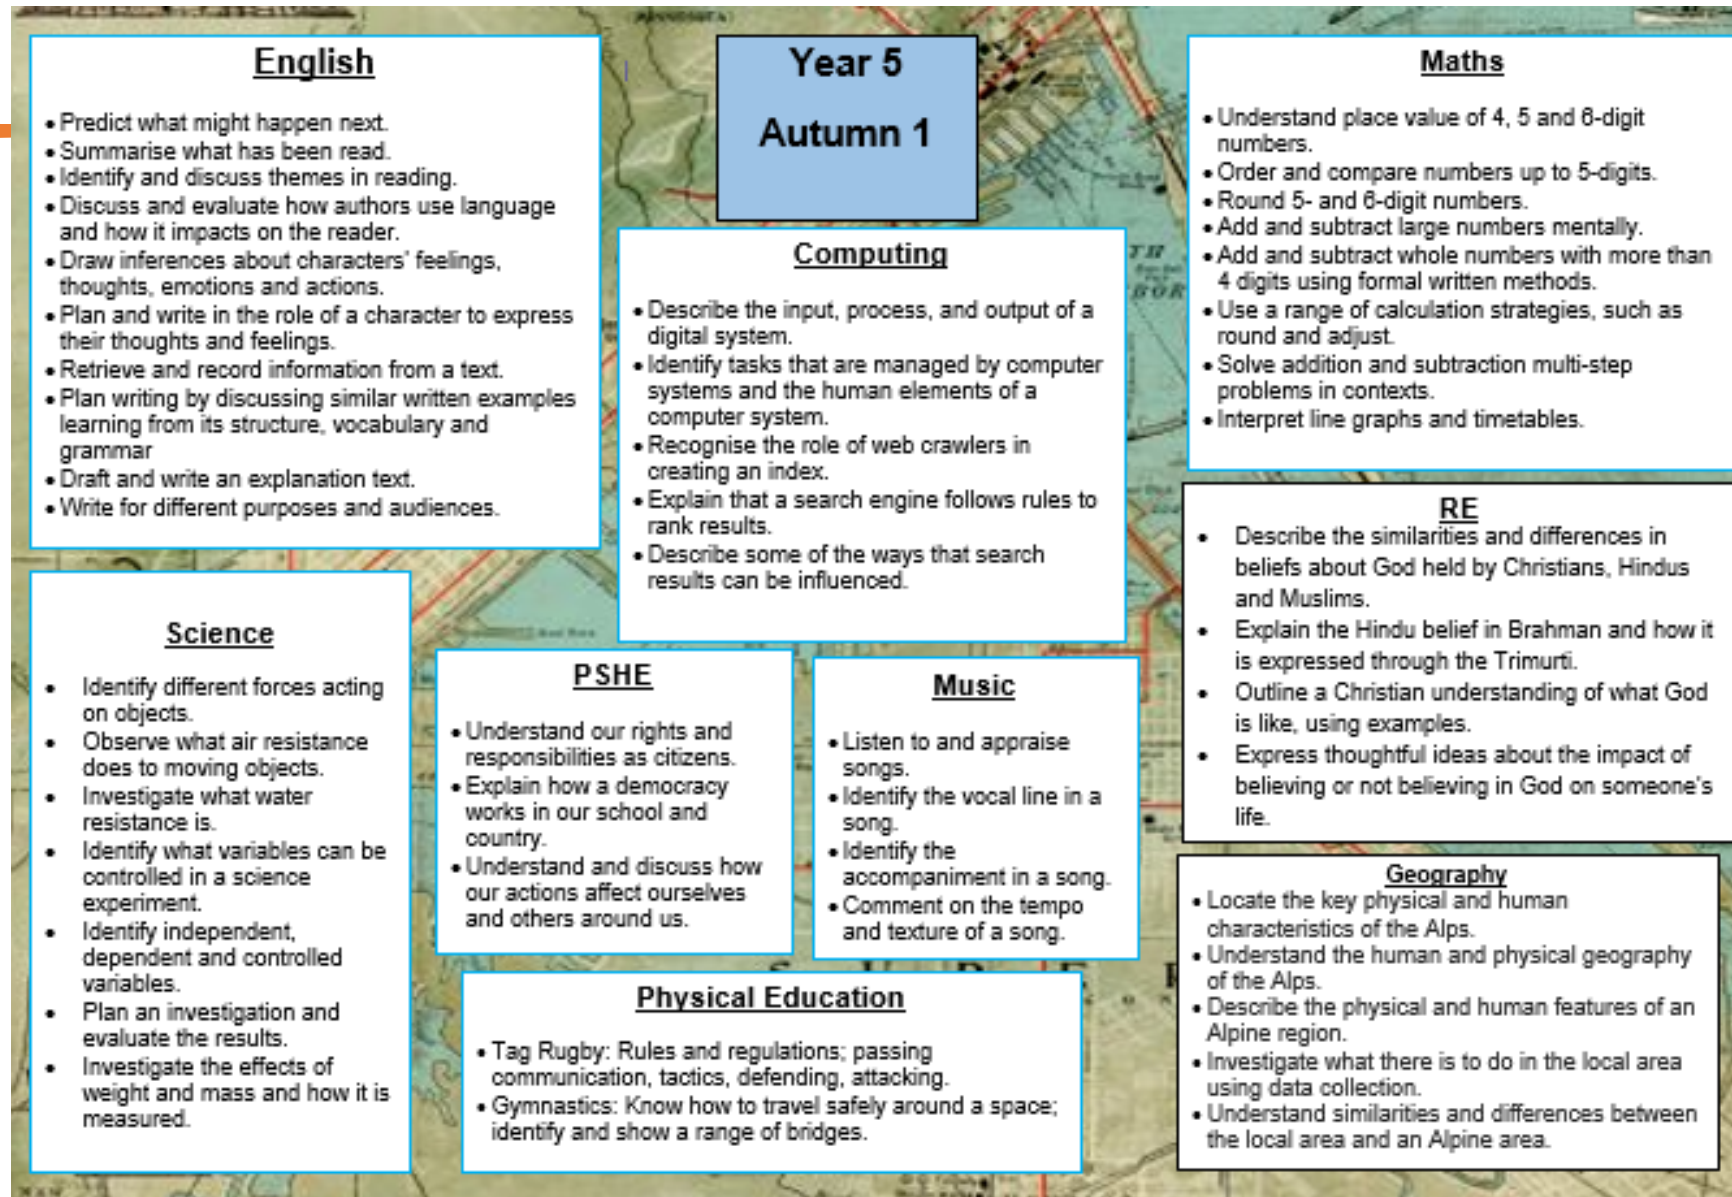 English
• Predict what might happen next.
• Summarise what has been read.
• Identify and discuss themes in reading.
• Discuss and evaluate how authors use language
and how it impacts on the reader.
• Draw inferences about characters' feelings,
thoughts, emotions and actions.
• Plan and write in the role of a character to express
their thoughts and feelings.
• Retrieve and record information from a text.
• Plan writing by discussing similar written examples
learning from its structure, vocabulary and
grammar
• Draft and write an explanation text.
• Write for different purposes and audiences.
Year 5
Autumn 1
Maths
• Understand place value of 4, 5 and 6-digit
numbers.
• Order and compare numbers up to 5-digits.
• Round 5- and 6-digit numbers.
• Add and subtract large numbers mentally.
• Add and subtract whole numbers with more than
4 digits using formal written methods.
• Use a range of calculation strategies, such as
round and adjust.
• Solve addition and subtraction multi-step
problems in contexts.
• Interpret line graphs and timetables.
Computing
• Describe the input, process, and output of a
digital system.
• Identify tasks that are managed by computer
systems and the human elements of a
computer system.
• Recognise the role of web crawlers in
creating an index.
• Explain that a search engine follows rules to
rank results.
• Describe some of the ways that search
results can be influenced.
RE
• Describe the similarities and differences in
beliefs about God held by Christians, Hindus
and Muslims.
• Explain the Hindu belief in Brahman and how it
is expressed through the Trimurti.
• Outline a Christian understanding of what God
is like, using examples.
• Express thoughtful ideas about the impact of
believing or not believing in God on someone's
life.
Science
• Identify different forces acting
on objects.
• Observe what air resistance
does to moving objects.
• Investigate what water
resistance is.
• Identify what variables can be
controlled in a science
experiment.
• Identify independent,
dependent and controlled
variables.
• Plan an investigation and
evaluate the results.
• Investigate the effects of
weight and mass and how it is
measured.
PSHE
• Understand our rights and
responsibilities as citizens.
• Explain how a democracy
works in our school and
country.
• Understand and discuss how
our actions affect ourselves
and others around us.
Music
• Listen to and appraise
songs.
• Identify the vocal line in a
song.
• Identify the
accompaniment in a song.
• Comment on the tempo
and texture of a song.
Geography
• Locate the key physical and human
characteristics of the Alps.
• Understand the human and physical geography
of the Alps.
• Describe the physical and human features of an
Alpine region.
• Investigate what there is to do in the local area
using data collection.
• Understand similarities and differences between
the local area and an Alpine area.
Physical Education
• Tag Rugby: Rules and regulations; passing
communication, tactics, defending, attacking.
• Gymnastics: Know how to travel safely around a space;
identify and show a range of bridges.